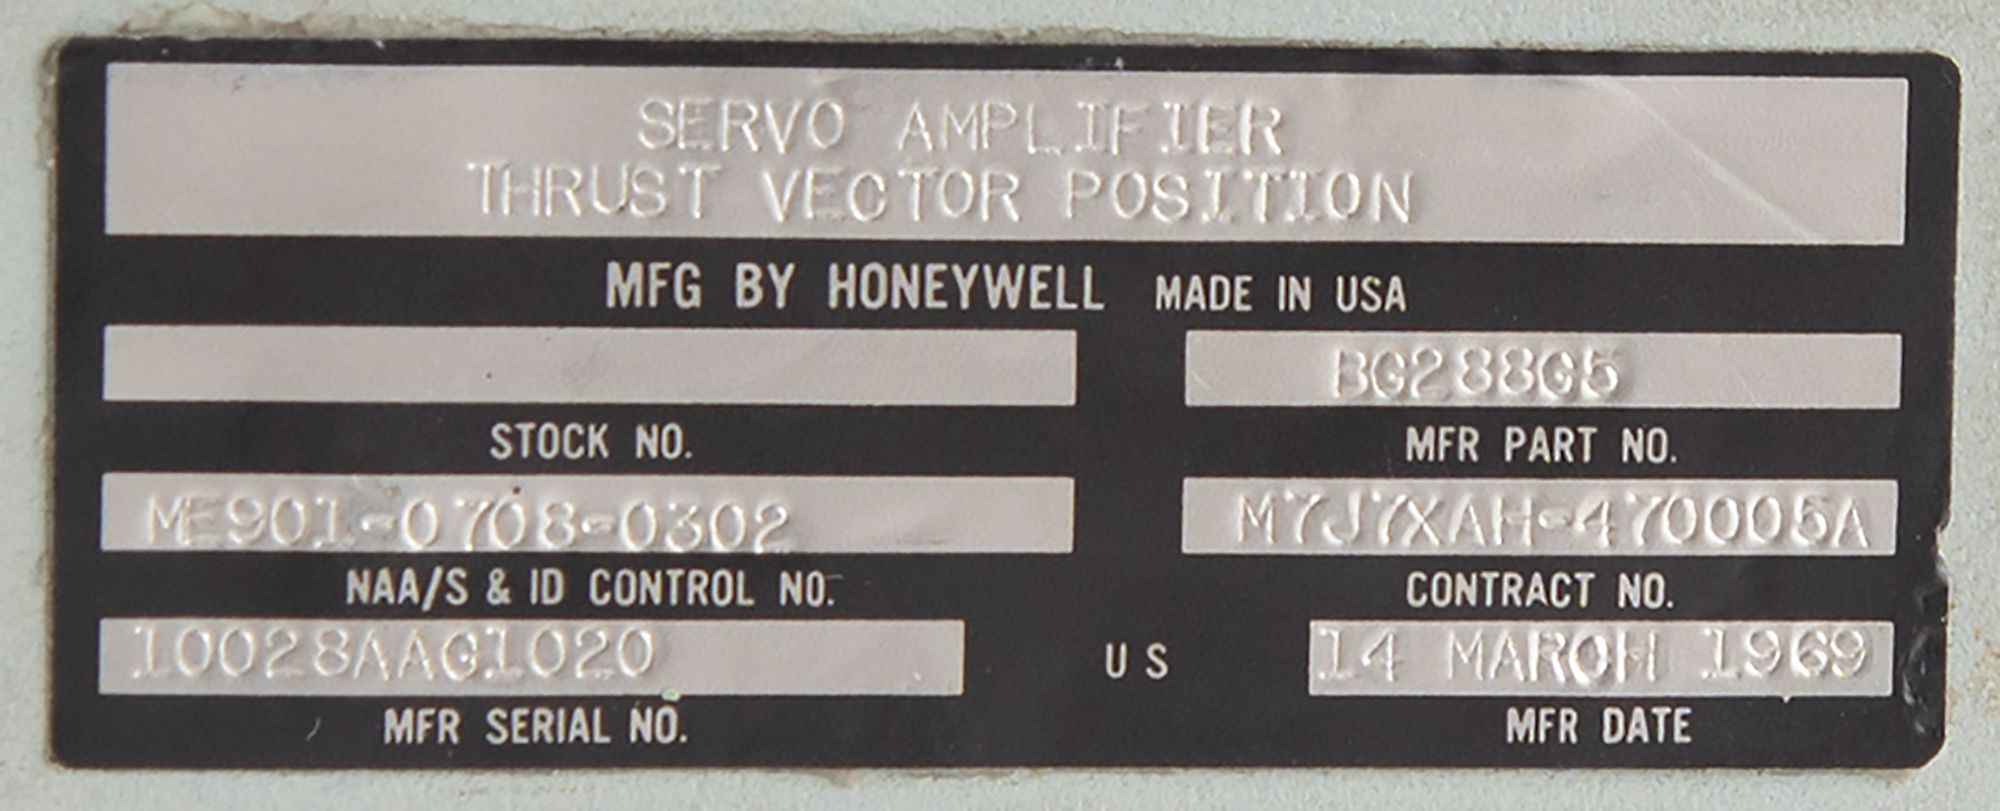 SERVO AMPLIFIER
THRUST VECTOR POSITION
MFG BY HONEYWELL MADE IN USA
BG288G5
STOCK NO. MFR PART NO.
ME901-0708-0302 M7J7XAH-470005A
NAA/S & ID CONTROL NO. CONTRACT NO.
10028AAG1020 US 14 MARCH 1969
MFR SERIAL NO. MFR DATE